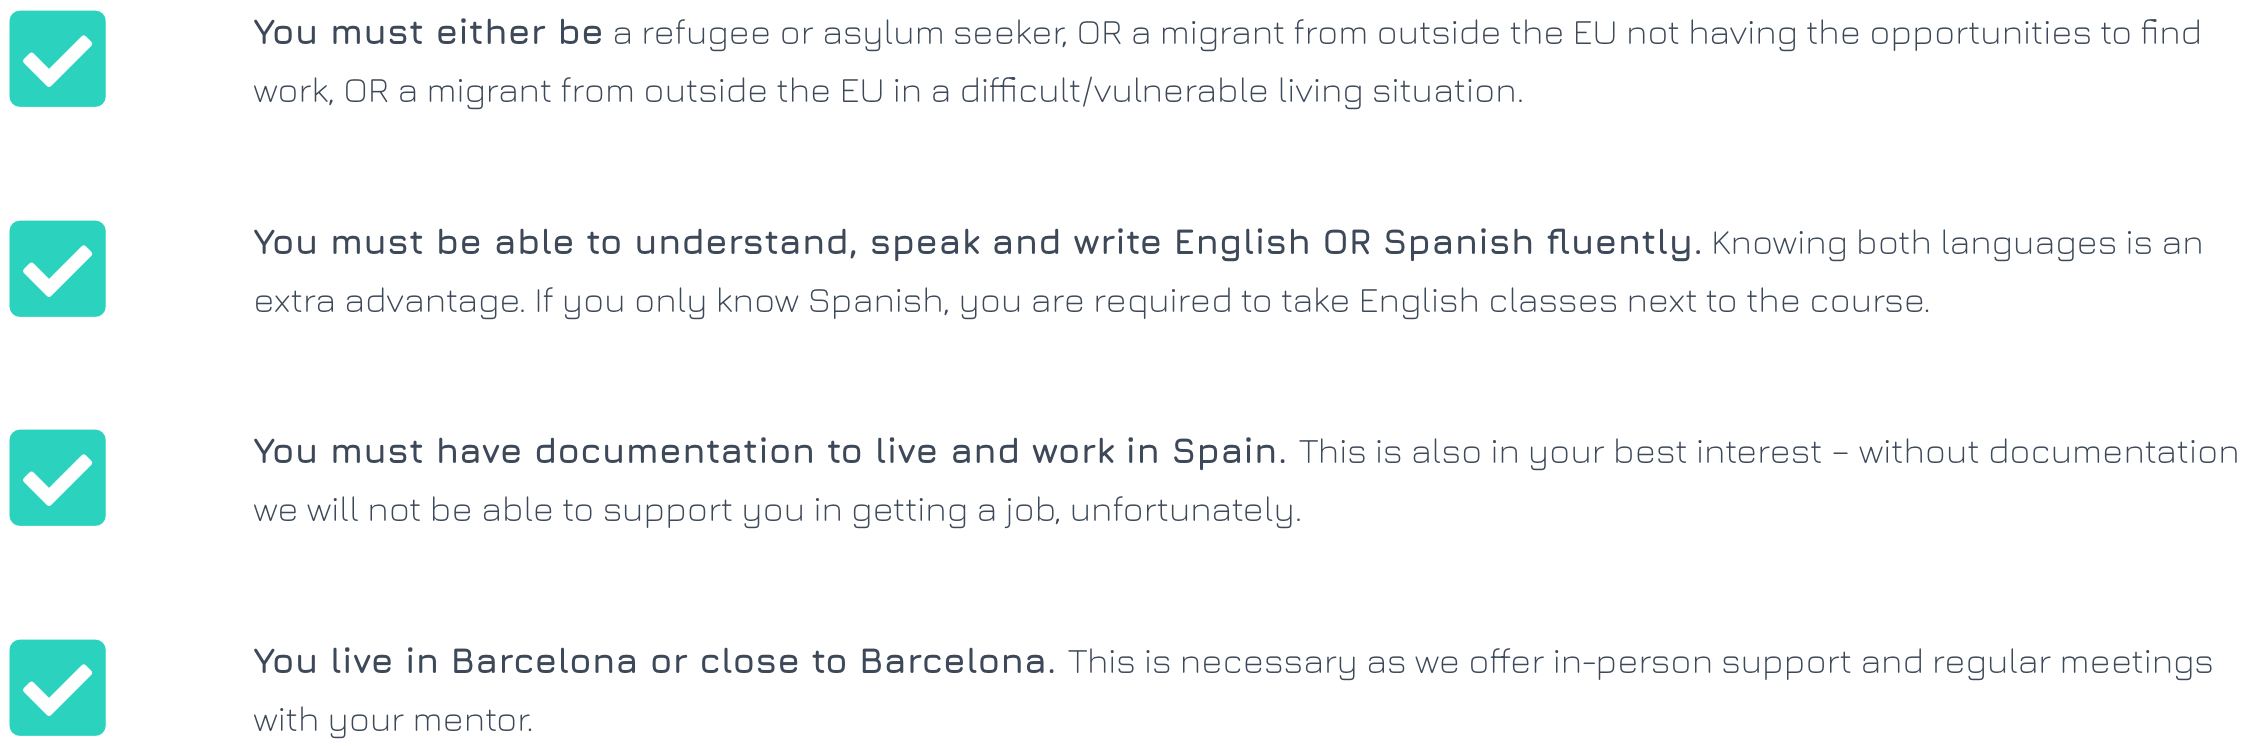 You must either be a refugee or asylum seeker, OR a migrant from outside the EU not having the opportunities to find
work, OR a migrant from outside the EU in a difficult/vulnerable living situation.
You must be able to understand, speak and write English OR Spanish fluently. Knowing both languages is an
extra advantage. If you only know Spanish, you are required to take English classes next to the course.
You must have documentation to live and work in Spain. This is also in your best interest – without documentation
we will not be able to support you in getting a job, unfortunately.
You live in Barcelona or close to Barcelona. This is necessary as we offer in-person support and regular meetings
with your mentor.